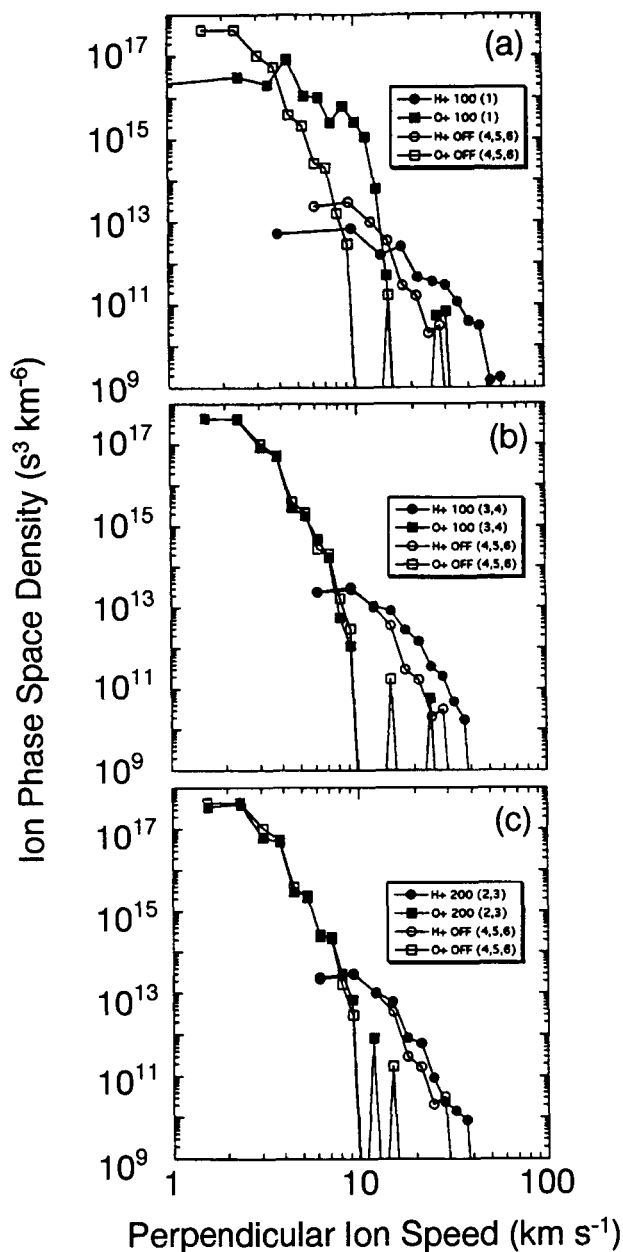 (a)
10^17
10^15
10^13
10^11
10^9
H+ 100 (1)
O+ 100 (1)
H+ OFF (4,5,6)
O+ OFF (4,5,6)
(b)
10^17
10^15
10^13
10^11
10^9
H+ 100 (3,4)
O+ 100 (3,4)
H+ OFF (4,5,6)
O+ OFF (4,5,6)
(c)
10^17
10^15
10^13
10^11
10^9
H+ 200 (2,3)
O+ 200 (2,3)
H+ OFF (4,5,6)
O+ OFF (4,5,6)
1 10 100
Ion Phase Space Density (s^3 km^-6)
Perpendicular Ion Speed (km s^-1)